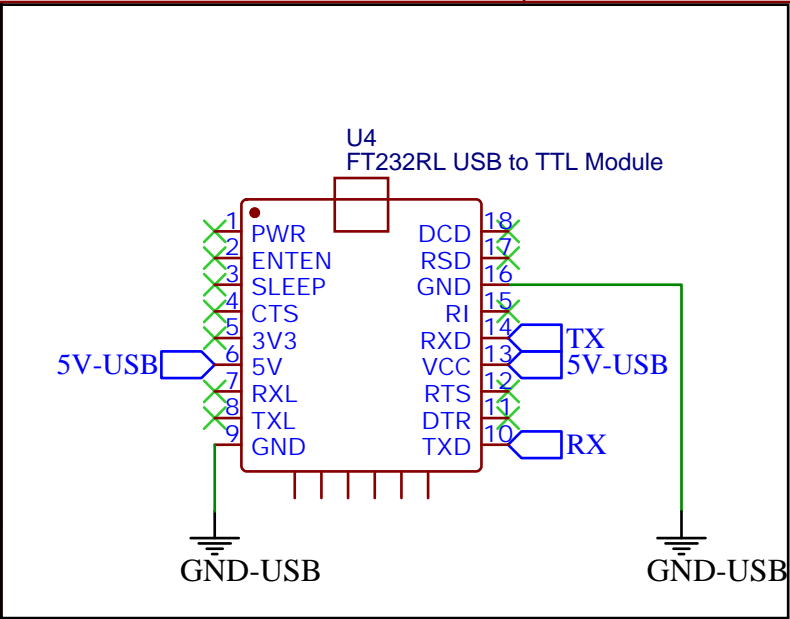 U4
FT232RL USB to TTL Module
1 PWR
2 ENTEN
3 SLEEP
4 CTS
5 3V3
5V-USB 6 5V
7 RXL
8 TXL
9 GND
18 DCD
17 RSD
16 GND
15 RI
14 RXD TX
13 VCC 5V-USB
12 RTS
11 DTR
10 TXD RX
GND-USB
GND-USB